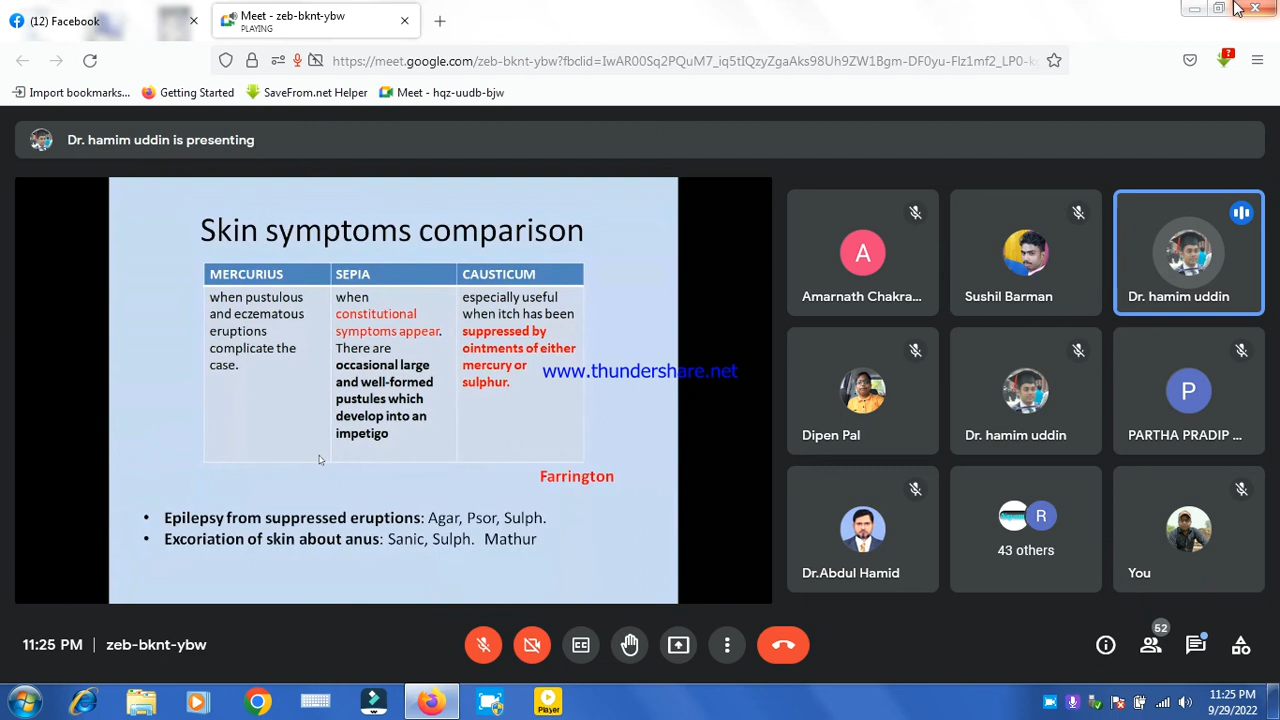 (12) Facebook
Meet - zeb-bknt-ybw
PLAYING
https://meet.google.com/zeb-bknt-ybw?fbclid=
Import bookmarks...
Getting Started
SaveFrom.net Helper
Meet - hqz-uudb-bjw
Dr. hamim uddin is presenting
Skin symptoms comparison
MERCURIUS
when pustulous
and eczematous
eruptions
complicate the
case.
SEPIA
when
constitutional
symptoms appear.
There are
occasional large
and well-formed
pustules which
develop into an
impetigo
CAUSTICUM
especially useful
when itch has been
suppressed by
ointments of either
mercury or
sulphur.
www.thundershare.net
Farrington
• Epilepsy from suppressed eruptions: Agar, Psor, Sulph.
• Excoriation of skin about anus: Sanic, Sulph. Mathur
A
Amarnath Chakra...
Sushil Barman
Dr. hamim uddin
Dipen Pal
Dr. hamim uddin
P
PARTHA PRADIP ...
Dr.Abdul Hamid
R
43 others
You
11:25 PM | zeb-bknt-ybw
CC
52
Player
11:25 PM
9/29/2022